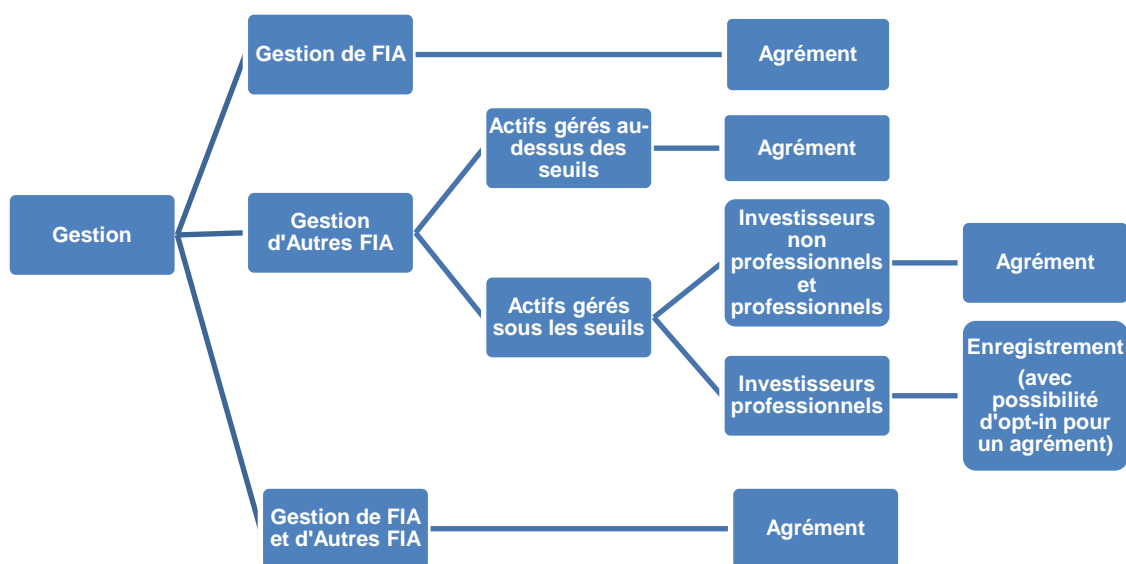 Gestion de FIA
Agrément
Actifs gérés au-
dessus des
seuils
Agrément
Gestion
Gestion
d'Autres FIA
Investisseurs
non
professionnels
et
professionnels
Agrément
Actifs gérés
sous les seuils
Investisseurs
professionnels
Enregistrement
(avec
possibilité
d'opt-in pour
un agrément)
Gestion de FIA
et d'Autres FIA
Agrément